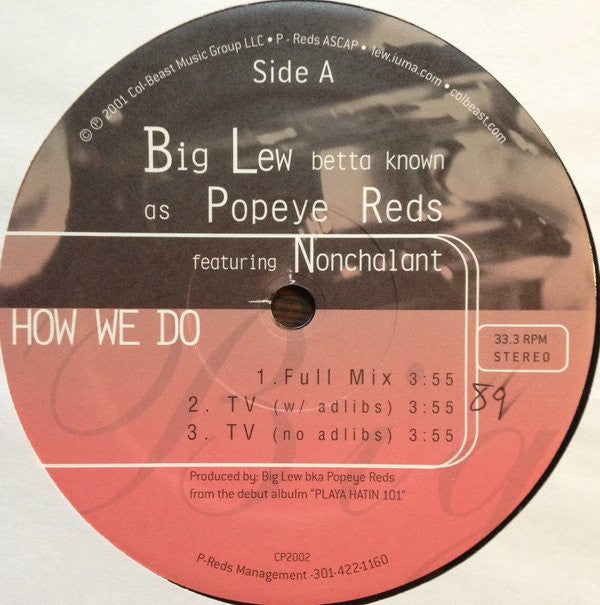 © ℗ 2001 Col-Beast Music Group LLC • P - Reds ASCAP • lew.iuma.com • colbeast.com
Side A
Big Lew betta known
as Popeye Reds
featuring Nonchalant
HOW WE DO
33.3 RPM
STEREO
1. Full Mix 3:55
2. TV (w/ adlibs) 3:55
89
3. TV (no adlibs) 3:55
Big
Produced by: Big Lew bka Popeye Reds
from the debut albulm "PLAYA HATIN 101"
CP2002
P-Reds Management -301-422-1160